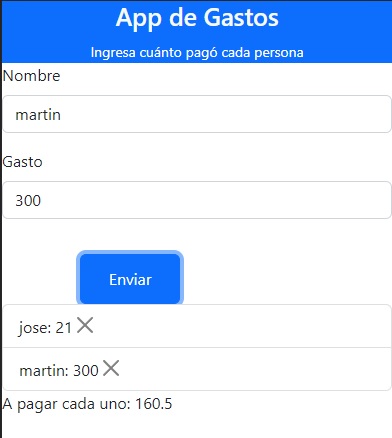 App de Gastos
Ingresa cuánto pagó cada persona
Nombre
martin
Gasto
300
Enviar
jose: 21
martin: 300
A pagar cada uno: 160.5